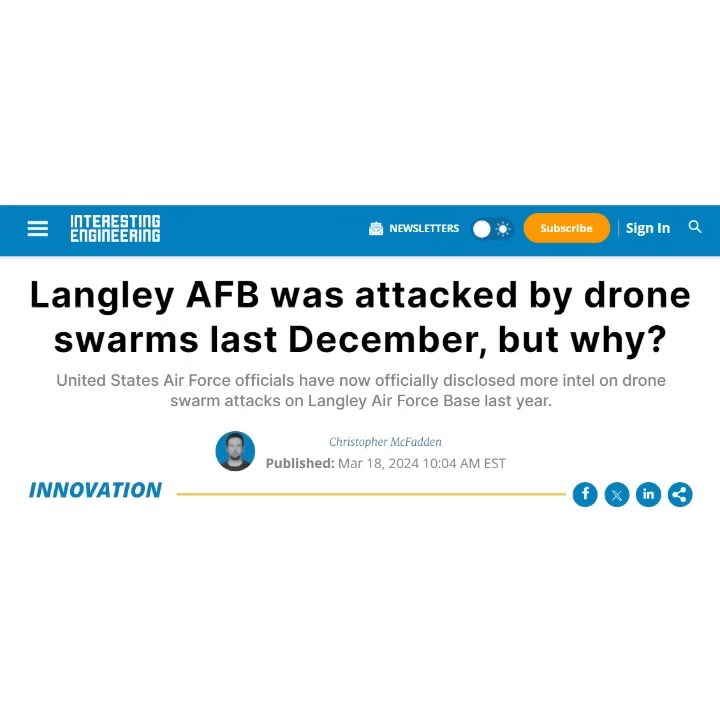 INTERESTING
ENGINEERING
NEWSLETTERS
Subscribe
Sign In
Langley AFB was attacked by drone
swarms last December, but why?
United States Air Force officials have now officially disclosed more intel on drone
swarm attacks on Langley Air Force Base last year.
Christopher McFadden
Published: Mar 18, 2024 10:04 AM EST
INNOVATION